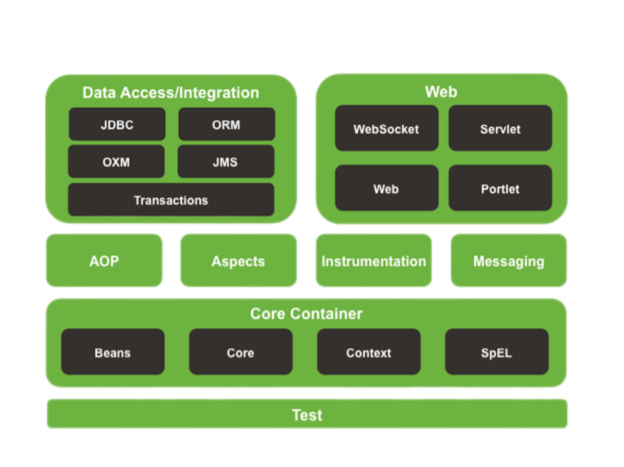 Data Access/Integration
JDBC
ORM
OXM
JMS
Transactions
Web
WebSocket
Servlet
Web
Portlet
AOP
Aspects
Instrumentation
Messaging
Core Container
Beans
Core
Context
SpEL
Test